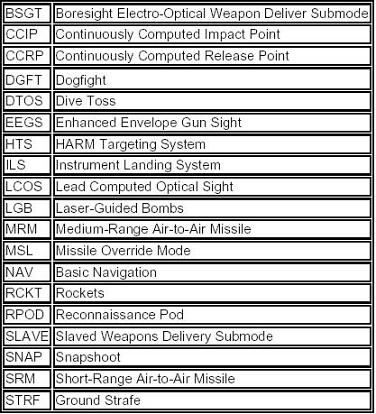 BSGT Boresight Electro-Optical Weapon Deliver Submode
CCIP Continuously Computed Impact Point
CCRP Continuously Computed Release Point
DGFT Dogfight
DTOS Dive Toss
EEGS Enhanced Envelope Gun Sight
HTS HARM Targeting System
ILS Instrument Landing System
LCOS Lead Computed Optical Sight
LGB Laser-Guided Bombs
MRM Medium-Range Air-to-Air Missile
MSL Missile Override Mode
NAV Basic Navigation
RCKT Rockets
RPOD Reconnaissance Pod
SLAVE Slaved Weapons Delivery Submode
SNAP Snapshoot
SRM Short-Range Air-to-Air Missile
STRF Ground Strafe